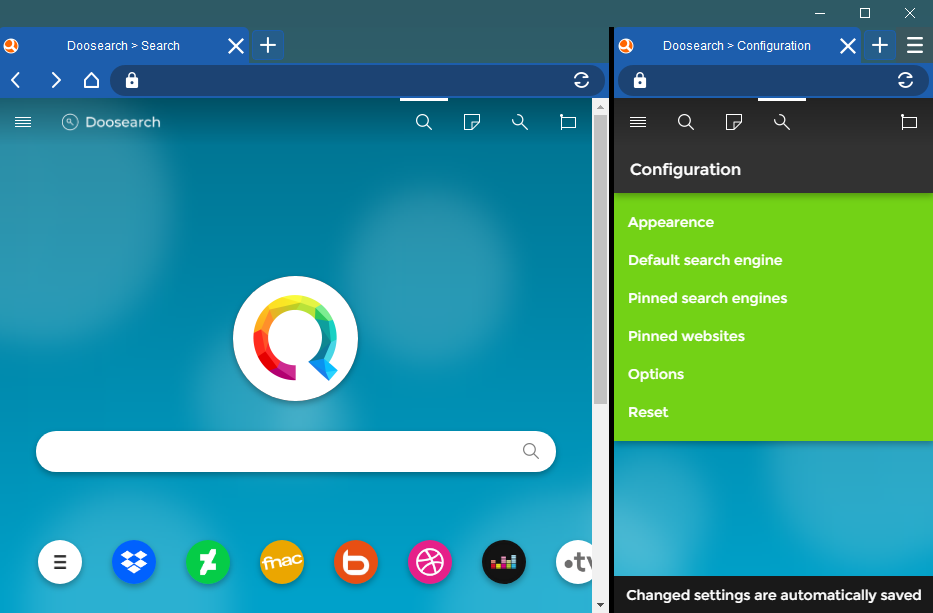 Doosearch > Search
Doosearch > Configuration
Doosearch
Configuration
Appearence
Default search engine
Pinned search engines
Pinned websites
Options
Reset
fnac
b
.tv
Changed settings are automatically saved